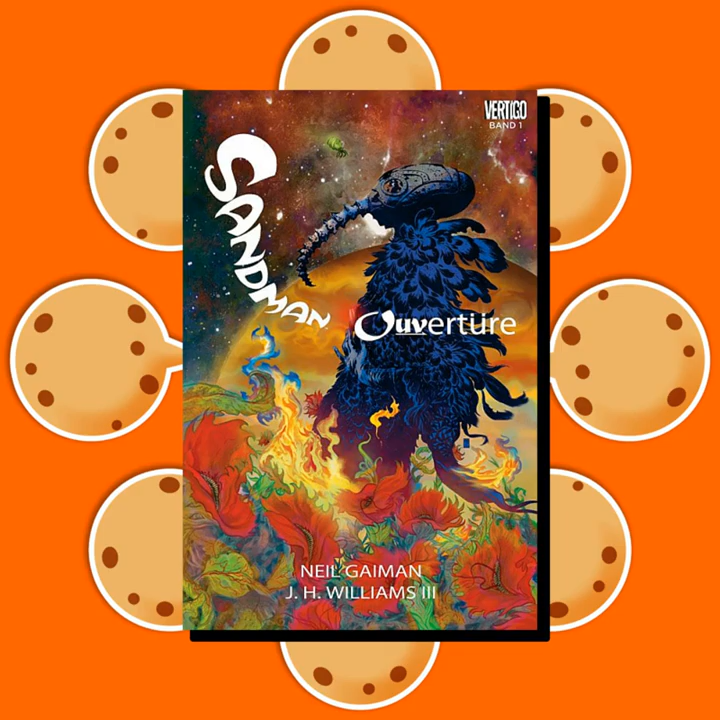 VERTIGO
BAND 1
SANDMAN
Ouvertüre
NEIL GAIMAN
J. H. WILLIAMS III